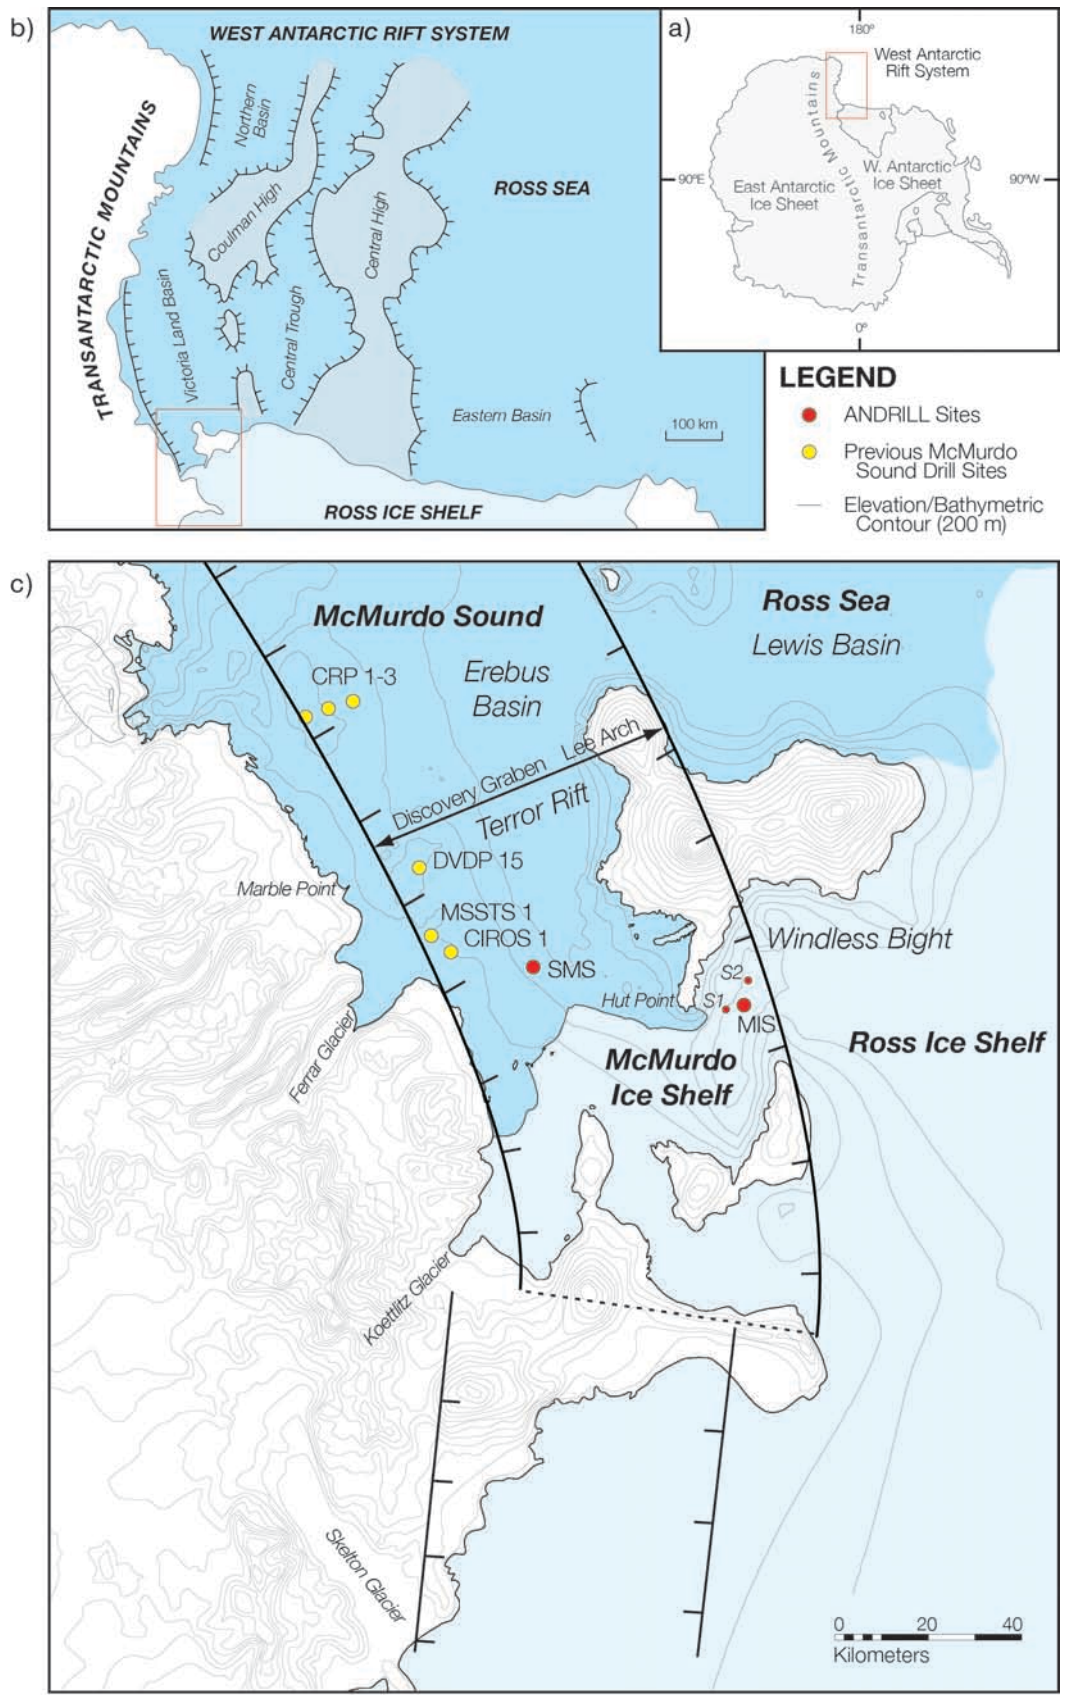 b)
WEST ANTARCTIC RIFT SYSTEM
TRANSANTARCTIC MOUNTAINS
Northern
Basin
Coulman High
Central High
ROSS SEA
Victoria Land Basin
Central Trough
Eastern Basin
100 km
ROSS ICE SHELF
a)
180º
West Antarctic
Rift System
Transantarctic Mountains
90ºE
90ºW
East Antarctic
Ice Sheet
W. Antarctic
Ice Sheet
0º
LEGEND
ANDRILL Sites
Previous McMurdo
Sound Drill Sites
Elevation/Bathymetric
Contour (200 m)
c)
McMurdo Sound
Ross Sea
Lewis Basin
CRP 1-3
Erebus
Basin
Discovery Graben
Lee Arch
Terror Rift
DVDP 15
Marble Point
MSSTS 1
CIROS 1
SMS
Windless Bight
S2
Hut Point
S1
MIS
Ross Ice Shelf
McMurdo
Ice Shelf
Ferrar Glacier
Koettlitz Glacier
Skelton Glacier
0 20 40
Kilometers